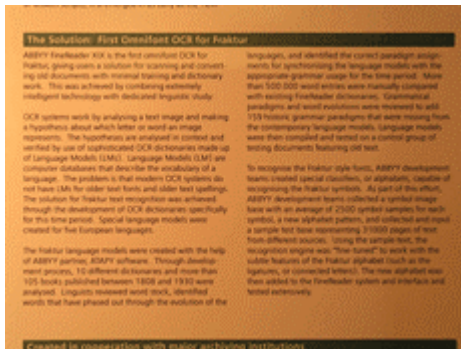 The Solution: First Omnifont OCR for Fraktur
ABBYY FineReader XIX is the first omnifont OCR for
Fraktur, giving users a solution for scanning and convert-
ing old documents with minimal training and dictionary
work. This was achieved by combining extremely
intelligent technology with dedicated linguistic study.
OCR systems work by analysing a text image and making
a hypothesis about which letter or word an image
represents. The hypotheses are analysed in context and
verified by use of sophisticated OCR dictionaries made up
of Language Models (LMs). Language Models (LM) are
computer databases that describe the vocabulary of a
language. The problem is that modern OCR systems do
not have LMs for older text fonts and older text spellings.
The solution for Fraktur text recognition was achieved
through the development of OCR dictionaries specifically
for this time period. Special language models were
created for five European languages.
The Fraktur language models were created with the help
of ABBYY partner, ATAPY software. Through develop-
ment process, 10 different dictionaries and more than
105 books published between 1808 and 1930 were
analysed. Linguists reviewed word stock, identified
words that have phased out through the evolution of the
languages, and identified the correct paradigm assign-
ments for synchronising the language models with the
appropriate grammar usage for the time period. More
than 500.000 word entries were manually compared
with existing FineReader dictionaries. Grammatical
paradigms and word evolutions were reviewed to add
159 historic grammar paradigms that were missing from
the contemporary language models. Language models
were then compiled and tested on a control group of
testing documents featuring old text.
To recognise the Fraktur style fonts, ABBYY development
teams created special classifiers, or alphabets, capable of
recognising the Fraktur symbols. As part of this effort,
ABBYY development teams collected a symbol image
base with an average of 2500 symbol samples for each
symbol, a new alphabet pattern, and collected and input
a sample test base representing 31000 pages of text
from different sources. Using the sample text, the
recognition engine was "fine tuned" to work with the
subtle features of the Fraktur alphabet (such as the
ligatures, or connected letters). The new alphabet was
then added to the FineReader system and interface and
tested extensively.
Created in cooperation with major archiving institutions